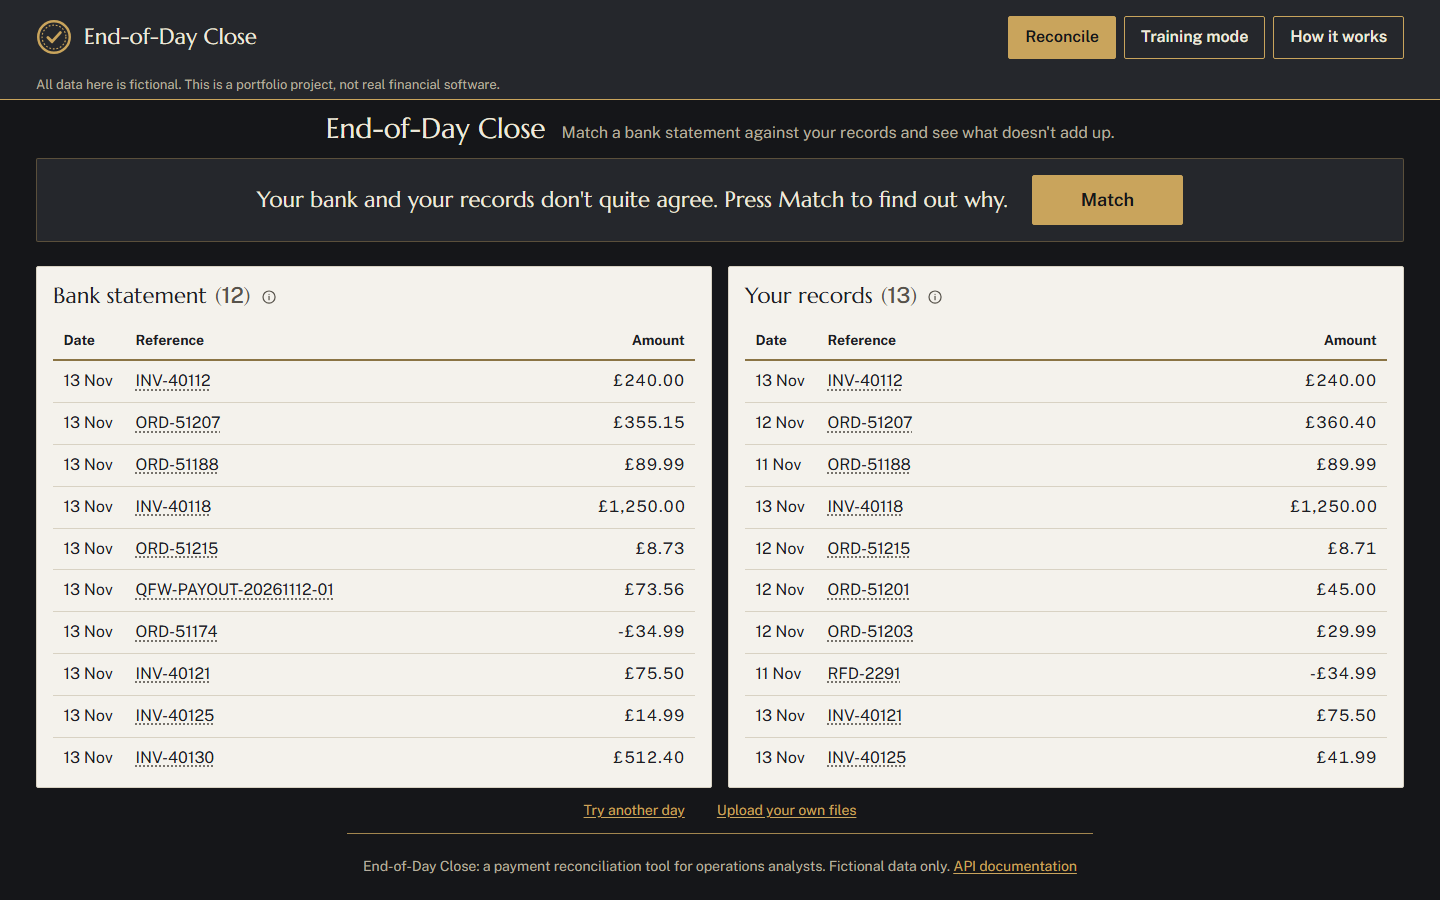 End-of-Day Close
Reconcile
Training mode
How it works
All data here is fictional. This is a portfolio project, not real financial software.
End-of-Day Close Match a bank statement against your records and see what doesn't add up.
Your bank and your records don't quite agree. Press Match to find out why.
Match
Bank statement (12)
Date Reference Amount
13 Nov INV-40112 £240.00
13 Nov ORD-51207 £355.15
13 Nov ORD-51188 £89.99
13 Nov INV-40118 £1,250.00
13 Nov ORD-51215 £8.73
13 Nov QFW-PAYOUT-20261112-01 £73.56
13 Nov ORD-51174 -£34.99
13 Nov INV-40121 £75.50
13 Nov INV-40125 £14.99
13 Nov INV-40130 £512.40
Your records (13)
Date Reference Amount
13 Nov INV-40112 £240.00
12 Nov ORD-51207 £360.40
11 Nov ORD-51188 £89.99
13 Nov INV-40118 £1,250.00
12 Nov ORD-51215 £8.71
12 Nov ORD-51201 £45.00
12 Nov ORD-51203 £29.99
11 Nov RFD-2291 -£34.99
13 Nov INV-40121 £75.50
13 Nov INV-40125 £41.99
Try another day
Upload your own files
End-of-Day Close: a payment reconciliation tool for operations analysts. Fictional data only. API documentation